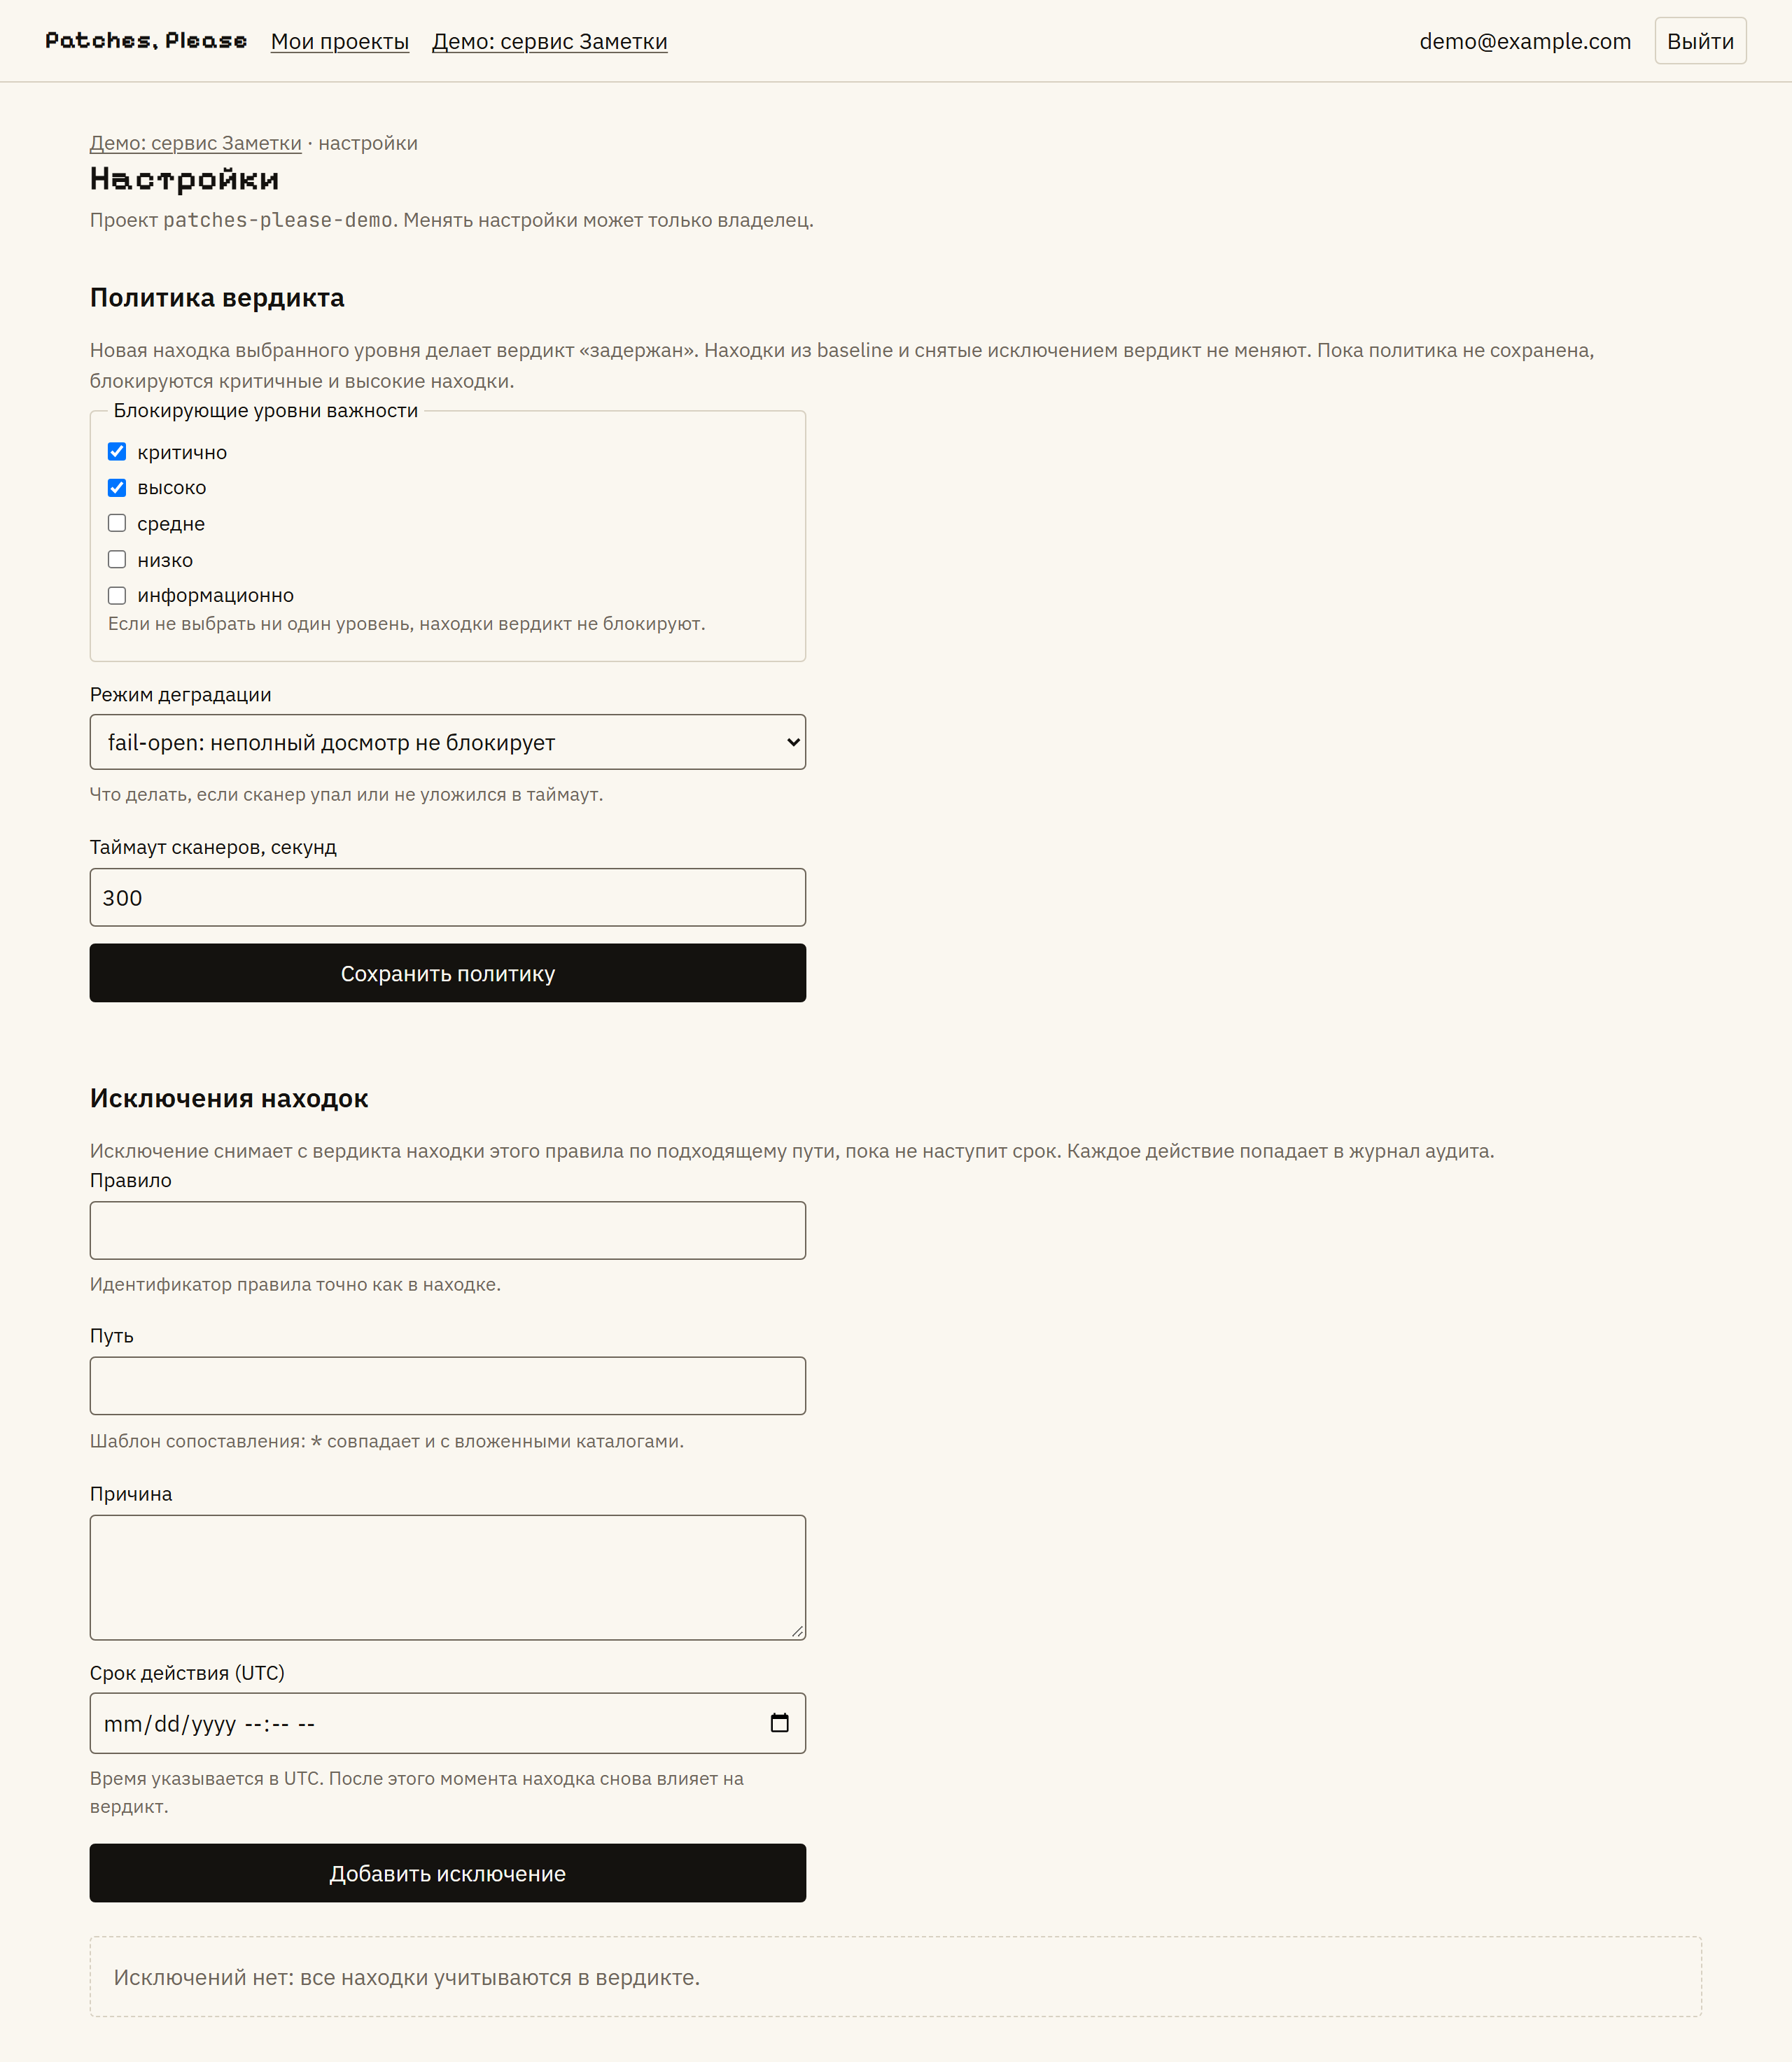 Patches, Please Мои проекты Демо: сервис Заметки demo@example.com Выйти
Демо: сервис Заметки · настройки
Настройки
Проект patches-please-demo. Менять настройки может только владелец.
Политика вердикта
Новая находка выбранного уровня делает вердикт «задержан». Находки из baseline и снятые исключением вердикт не меняют. Пока политика не сохранена,
блокируются критичные и высокие находки.
Блокирующие уровни важности
критично
высоко
средне
низко
информационно
Если не выбрать ни один уровень, находки вердикт не блокируют.
Режим деградации
fail-open: неполный досмотр не блокирует
Что делать, если сканер упал или не уложился в таймаут.
Таймаут сканеров, секунд
300
Сохранить политику
Исключения находок
Исключение снимает с вердикта находки этого правила по подходящему пути, пока не наступит срок. Каждое действие попадает в журнал аудита.
Правило
Идентификатор правила точно как в находке.
Путь
Шаблон сопоставления: * совпадает и с вложенными каталогами.
Причина
Срок действия (UTC)
mm/dd/yyyy --:-- --
Время указывается в UTC. После этого момента находка снова влияет на
вердикт.
Добавить исключение
Исключений нет: все находки учитываются в вердикте.